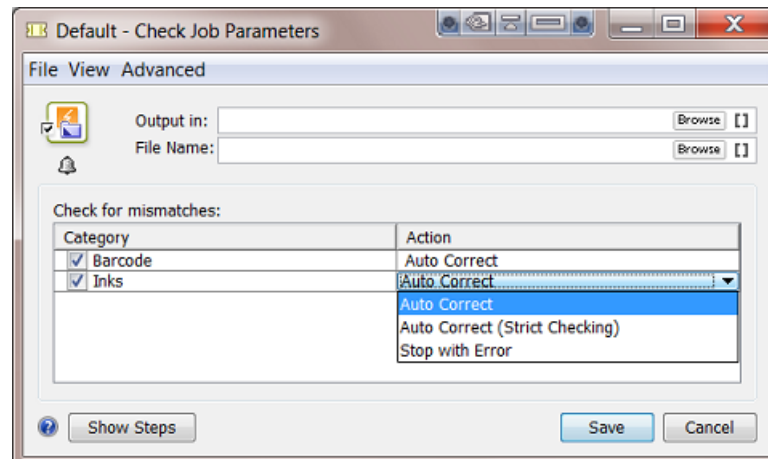 Default - Check Job Parameters
File View Advanced
Output in: Browse []
File Name: Browse []
Check for mismatches:
Category Action
Barcode Auto Correct
Inks Auto Correct
Auto Correct
Auto Correct (Strict Checking)
Stop with Error
? Show Steps Save Cancel